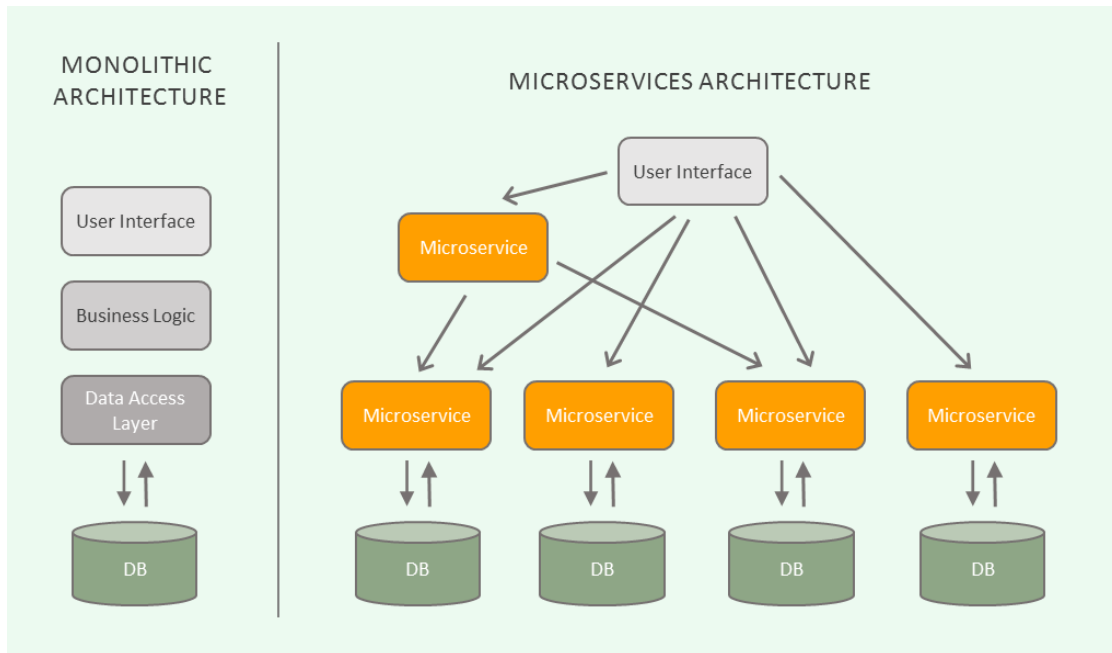 MONOLITHIC
ARCHITECTURE
User Interface
Business Logic
Data Access
Layer
DB
MICROSERVICES ARCHITECTURE
User Interface
Microservice
Microservice
Microservice
Microservice
Microservice
DB
DB
DB
DB